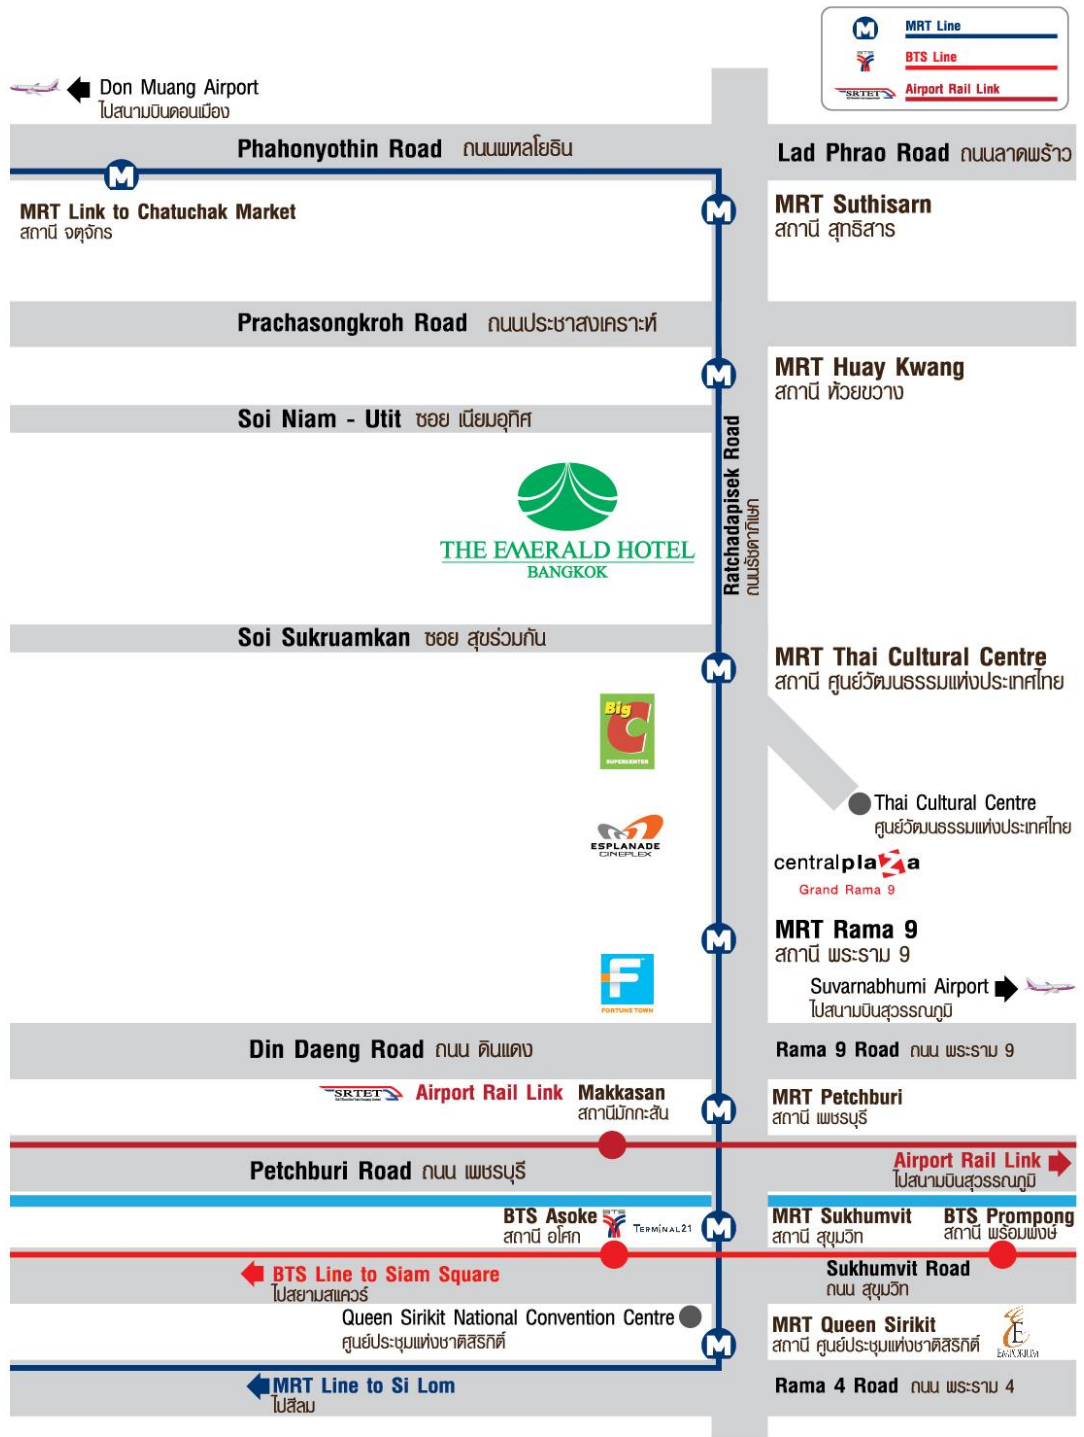 MRT Line
BTS Line
SRTET
Airport Rail Link
Don Muang Airport
ไปสนามบินดอนเมือง
Phahonyothin Road ถนนพหลโยธิน
Lad Phrao Road ถนนลาดพร้าว
MRT Link to Chatuchak Market
สถานี จตุจักร
MRT Suthisarn
สถานี สุทธิสาร
Prachasongkroh Road ถนนประชาสงเคราะห์
MRT Huay Kwang
สถานี ห้วยขวาง
Soi Niam - Utit ซอย เนียมอุทิศ
Ratchadapisek Road
ถนนรัชดาภิเษก
THE EMERALD HOTEL
BANGKOK
Soi Sukruamkan ซอย สุขร่วมกัน
MRT Thai Cultural Centre
สถานี ศูนย์วัฒนธรรมแห่งประเทศไทย
Big C
SUPERCENTER
Thai Cultural Centre
ศูนย์วัฒนธรรมแห่งประเทศไทย
ESPLANADE
CINEPLEX
centralplaza
Grand Rama 9
MRT Rama 9
สถานี พระราม 9
F
FORTUNE TOWN
Suvarnabhumi Airport
ไปสนามบินสุวรรณภูมิ
Din Daeng Road ถนน ดินแดง
Rama 9 Road ถนน พระราม 9
SRTET Airport Rail Link Makkasan
สถานีมักกะสัน
MRT Petchburi
สถานี เพชรบุรี
Petchburi Road ถนน เพชรบุรี
Airport Rail Link
ไปสนามบินสุวรรณภูมิ
BTS Asoke
สถานี อโศก
BTS
TERMINAL21
MRT Sukhumvit
สถานี สุขุมวิท
BTS Prompong
สถานี พร้อมพงษ์
BTS Line to Siam Square
ไปสยามสแควร์
Sukhumvit Road
ถนน สุขุมวิท
Queen Sirikit National Convention Centre
ศูนย์ประชุมแห่งชาติสิริกิติ์
MRT Queen Sirikit
สถานี ศูนย์ประชุมแห่งชาติสิริกิติ์
E
EMPORIUM
MRT Line to Si Lom
ไปสีลม
Rama 4 Road ถนน พระราม 4